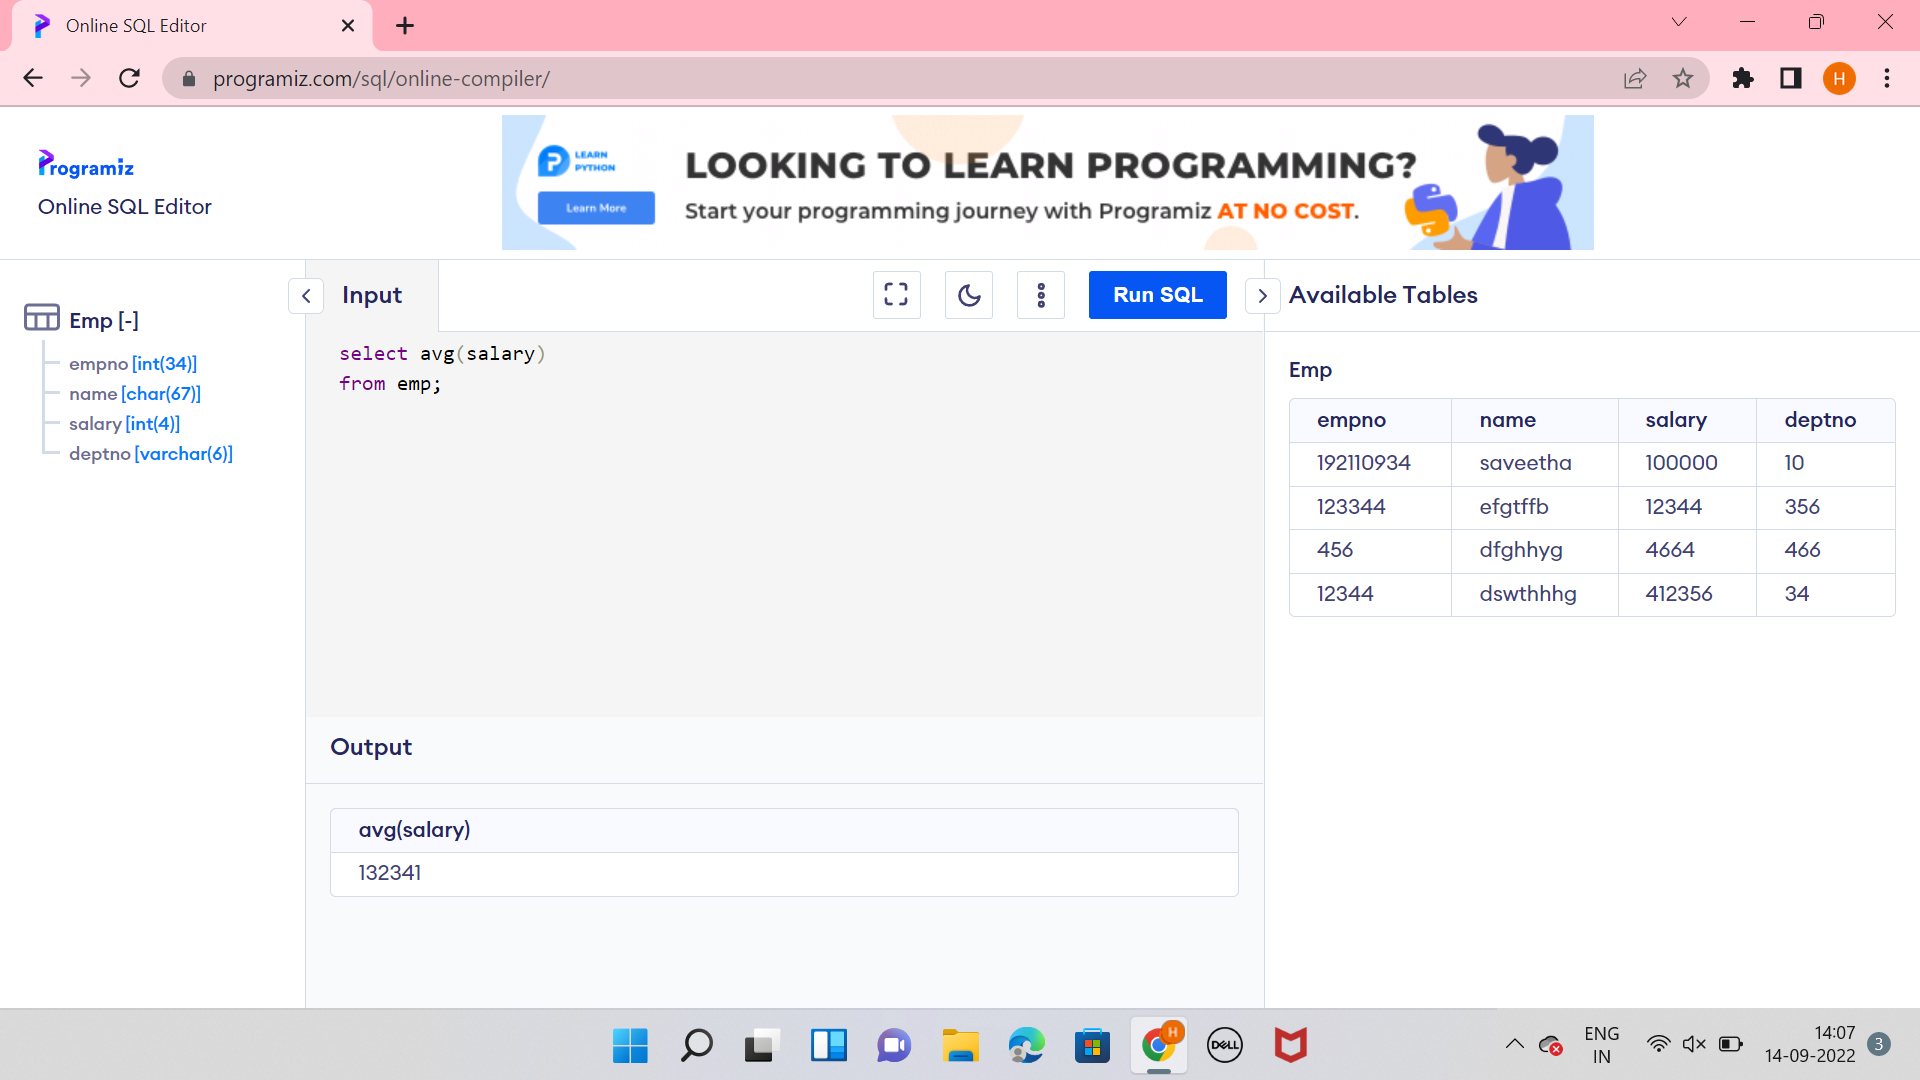 Online SQL Editor
programiz.com/sql/online-compiler/
H
Programiz
Online SQL Editor
LEARN
PYTHON
Learn More
LOOKING TO LEARN PROGRAMMING?
Start your programming journey with Programiz AT NO COST.
Emp [-]
empno [int(34)]
name [char(67)]
salary [int(4)]
deptno [varchar(6)]
Input
Run SQL
select avg(salary)
from emp;
Output
avg(salary)
132341
Available Tables
Emp
empno name salary deptno
192110934 saveetha 100000 10
123344 efgtffb 12344 356
456 dfghhyg 4664 466
12344 dswthhhg 412356 34
H
DELL
ENG
IN
14:07
14-09-2022
3